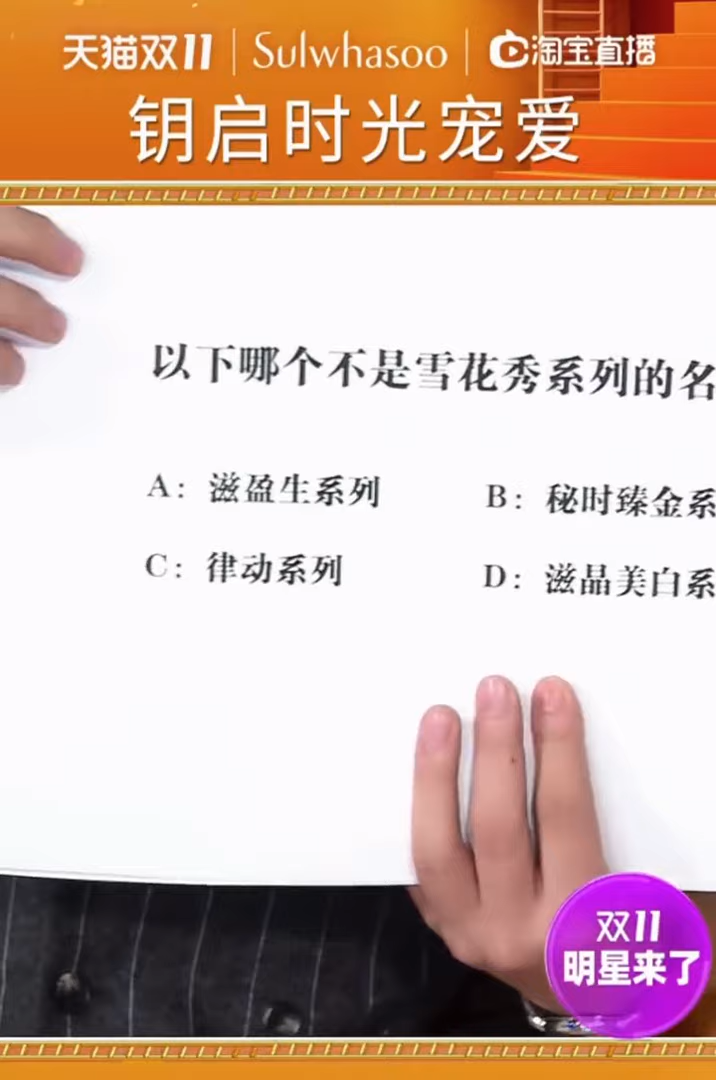 天猫双11 | Sulwhasoo | 淘宝直播
钥启时光宠爱
以下哪个不是雪花秀系列的名
A: 滋盈生系列 B: 秘时臻金系
C: 律动系列 D: 滋晶美白系
双11
明星来了